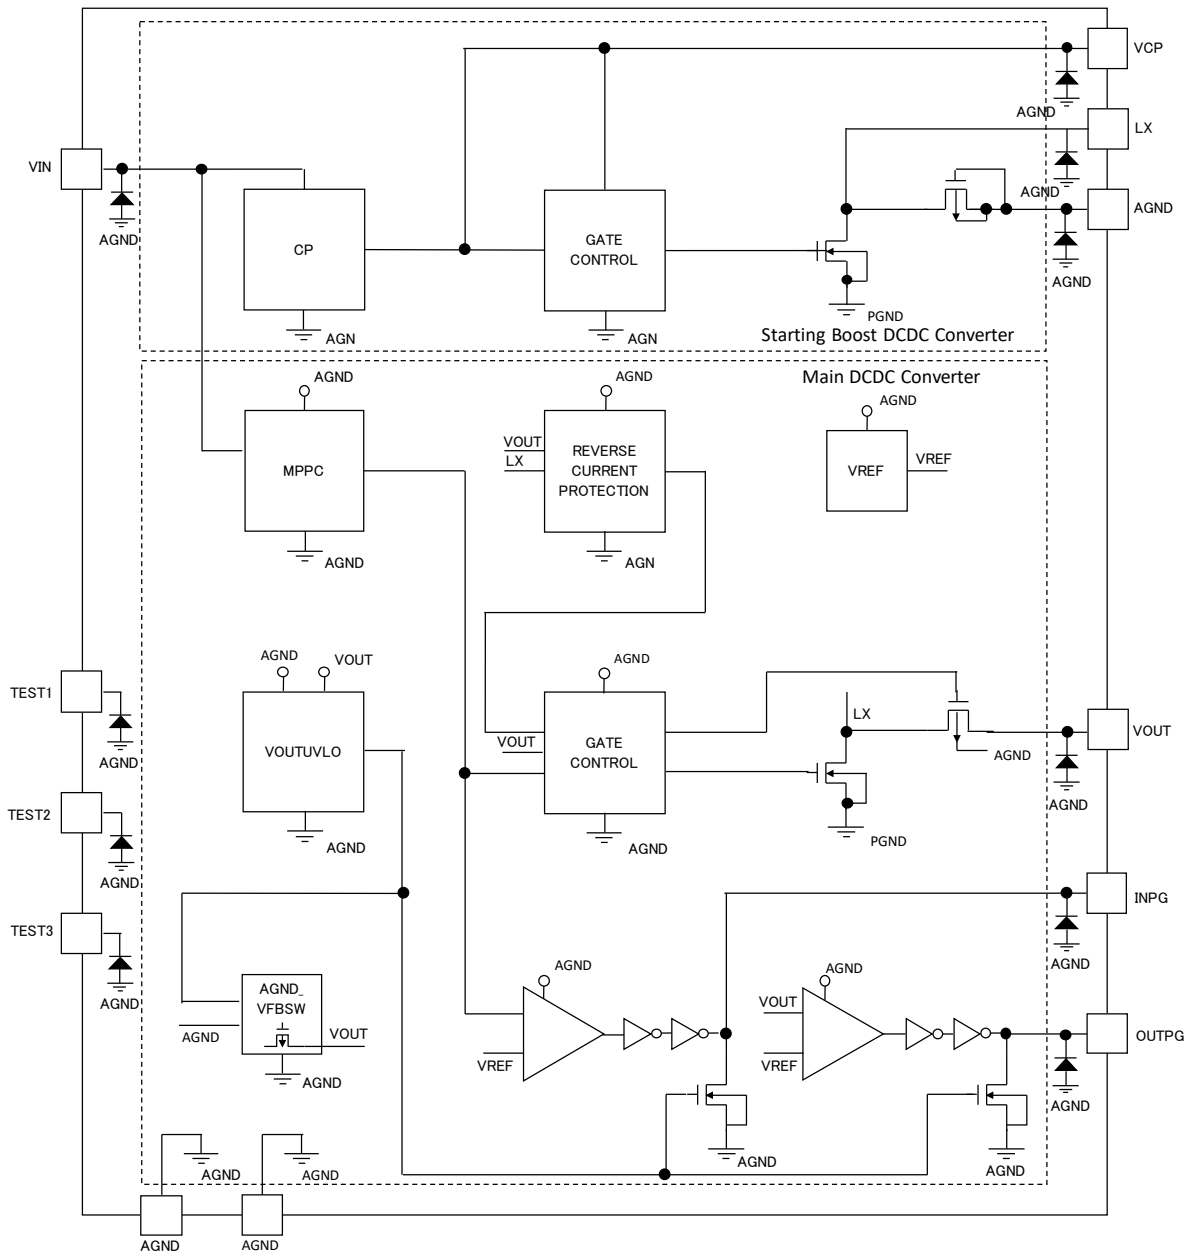 VCP
AGND
LX
VIN
AGND
AGND
AGND
CP
GATE
CONTROL
AGND
PGND
AGN
AGN
Starting Boost DCDC Converter
AGND
AGND
Main DCDC Converter
AGND
MPPC
VOUT
LX
REVERSE
CURRENT
PROTECTION
VREF
VREF
AGND
AGN
AGND
VOUT
AGND
TEST1
LX
VOUT
VOUTUVLO
VOUT
GATE
CONTROL
AGND
AGND
AGND
TEST2
PGND
AGND
AGND
AGND
INPG
TEST3
AGND
AGND
AGND
AGND
AGND_
VFBSW
VOUT
AGND
VOUT
OUTPG
VREF
VREF
AGND
AGND
AGND
AGND
AGND
AGND
AGND
AGND